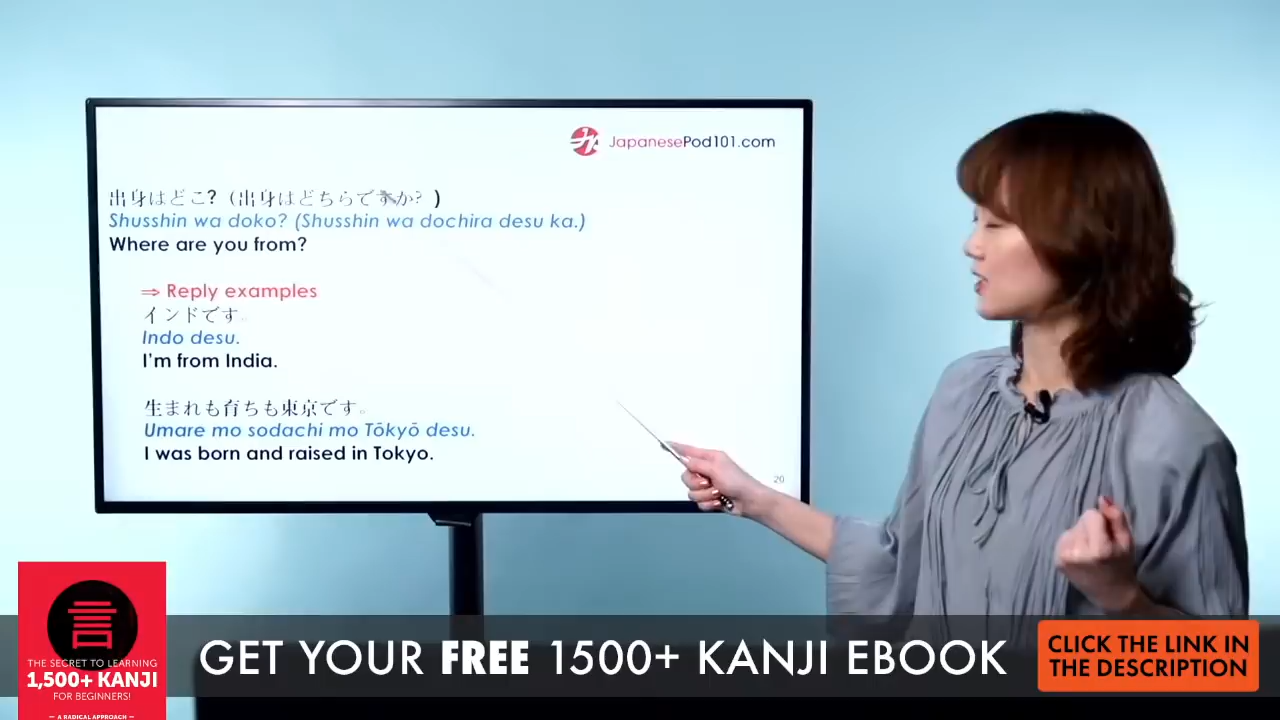 JapanesePod101.com
出身はどこ?（出身はどちらですか?)
Shusshin wa doko? (Shusshin wa dochira desu ka.)
Where are you from?
⇒ Reply examples
インドです。
Indo desu.
I'm from India.
生まれも育ちも東京です。
Umare mo sodachi mo Tōkyō desu.
I was born and raised in Tokyo.
20
言
THE SECRET TO LEARNING
1,500+ KANJI
FOR BEGINNERS!
— A RADICAL APPROACH —
GET YOUR FREE 1500+ KANJI EBOOK
CLICK THE LINK IN
THE DESCRIPTION